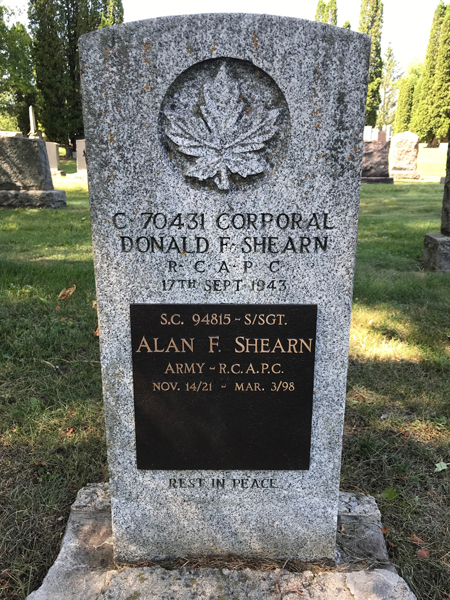 C· 70431 CORPORAL
DONALD F· SHEARN
R·C·A·P·C
17TH SEPT 1943
S.C. 94815 - S/SGT.
ALAN F. SHEARN
ARMY - R.C.A.P.C.
NOV. 14/21 - MAR. 3/98
REST IN PEACE